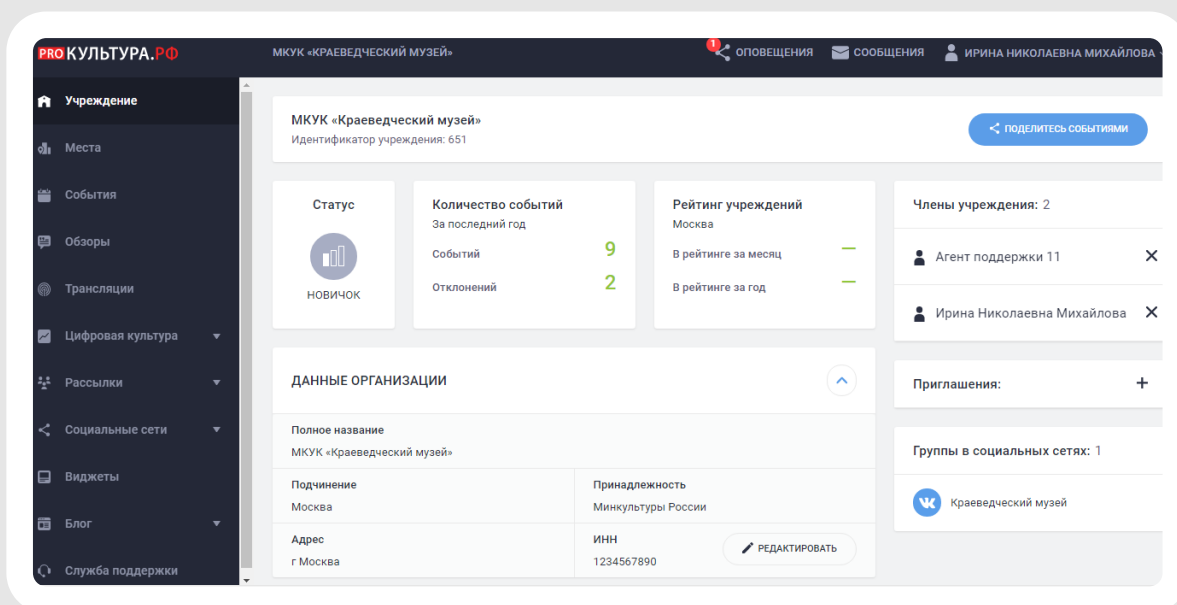 PRO КУЛЬТУРА.РФ
МКУК «КРАЕВЕДЧЕСКИЙ МУЗЕЙ»
1
ОПОВЕЩЕНИЯ
СООБЩЕНИЯ
ИРИНА НИКОЛАЕВНА МИХАЙЛОВА
Учреждение
Места
События
Обзоры
Трансляции
Цифровая культура
Рассылки
Социальные сети
Виджеты
Блог
Служба поддержки
МКУК «Краеведческий музей»
Идентификатор учреждения: 651
ПОДЕЛИТЕСЬ СОБЫТИЯМИ
Статус
НОВИЧОК
Количество событий
За последний год
Событий 9
Отклонений 2
Рейтинг учреждений
Москва
В рейтинге за месяц —
В рейтинге за год —
Члены учреждения: 2
Агент поддержки 11
Ирина Николаевна Михайлова
Приглашения:
Группы в социальных сетях: 1
Краеведческий музей
ДАННЫЕ ОРГАНИЗАЦИИ
Полное название
МКУК «Краеведческий музей»
Подчинение
Москва
Принадлежность
Минкультуры России
Адрес
г Москва
ИНН
1234567890
РЕДАКТИРОВАТЬ